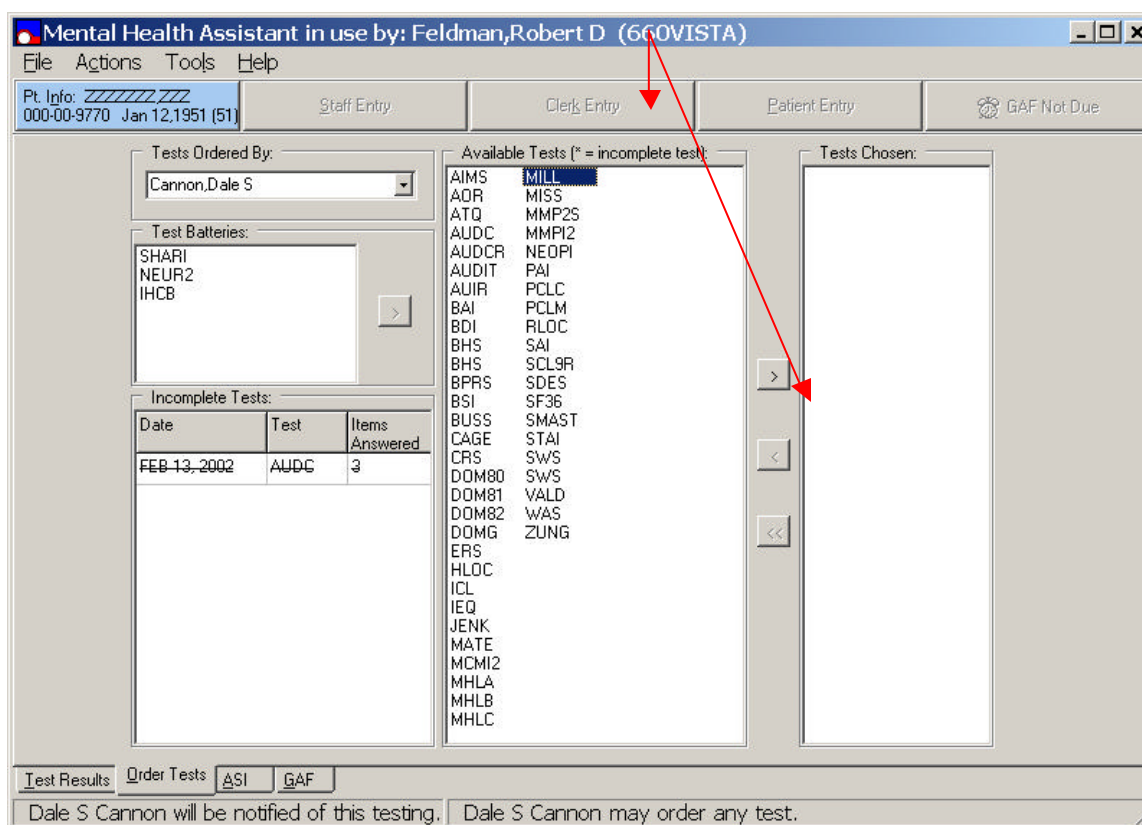 Mental Health Assistant in use by: Feldman,Robert D (660VISTA)
File Actions Tools Help
Pt. Info: ZZZZZZZ,ZZZ
000-00-9770 Jan 12,1951 (51)
Staff Entry
Clerk Entry
Patient Entry
GAF Not Due
Tests Ordered By:
Cannon,Dale S
Test Batteries:
SHARI
NEUR2
IHCB
>
Incomplete Tests:
Date Test Items
Answered
FEB 13, 2002 AUDC 3
Available Tests (* = incomplete test):
AIMS MILL
AOR MISS
ATQ MMP2S
AUDC MMPI2
AUDCR NEOPI
AUDIT PAI
AUIR PCLC
BAI PCLM
BDI RLOC
BHS SAI
BHS SCL9R
BPRS SDES
BSI SF36
BUSS SMAST
CAGE STAI
CRS SWS
DOM80 SWS
DOM81 VALD
DOM82 WAS
DOMG ZUNG
ERS
HLOC
ICL
IEQ
JENK
MATE
MCMI2
MHLA
MHLB
MHLC
>
<
<<
Tests Chosen:
Test Results Order Tests ASI GAF
Dale S Cannon will be notified of this testing. Dale S Cannon may order any test.